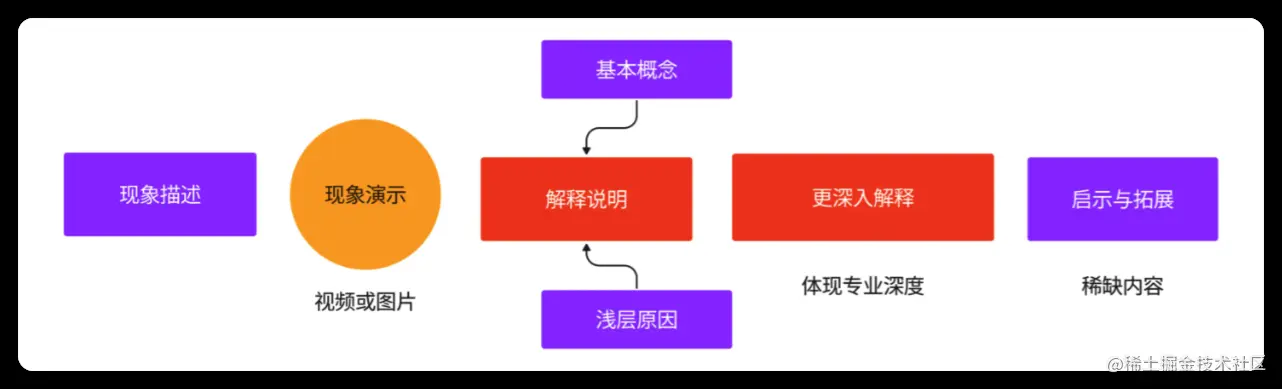 基本概念
现象描述
现象演示
解释说明
更深入解释
启示与拓展
视频或图片
体现专业深度
稀缺内容
浅层原因
@稀土掘金技术社区